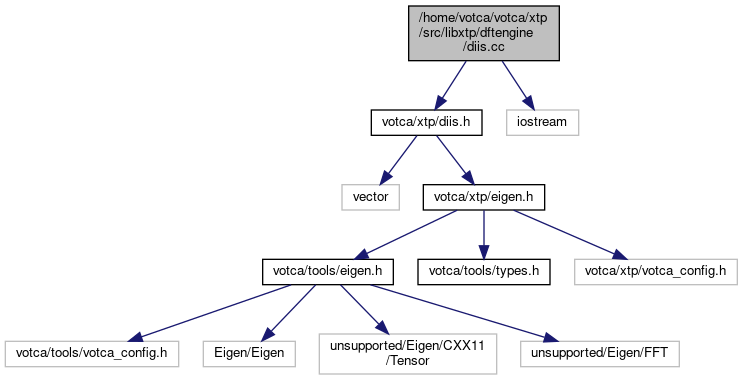 /home/votca/votca/xtp
/src/libxtp/dftengine
/diis.cc
votca/xtp/diis.h
iostream
vector
votca/xtp/eigen.h
votca/tools/eigen.h
votca/tools/types.h
votca/xtp/votca_config.h
votca/tools/votca_config.h
Eigen/Eigen
unsupported/Eigen/CXX11
/Tensor
unsupported/Eigen/FFT